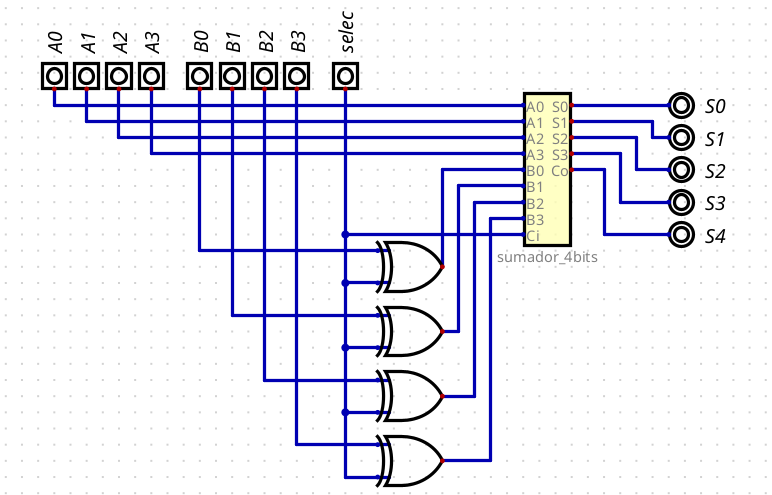 A0 A1 A2 A3 B0 B1 B2 B3 selec
A0 S0 S0
A1 S1
A2 S2 S1
A3 S3
B0 Co S2
B1
B2 S3
B3
Ci S4
sumador_4bits